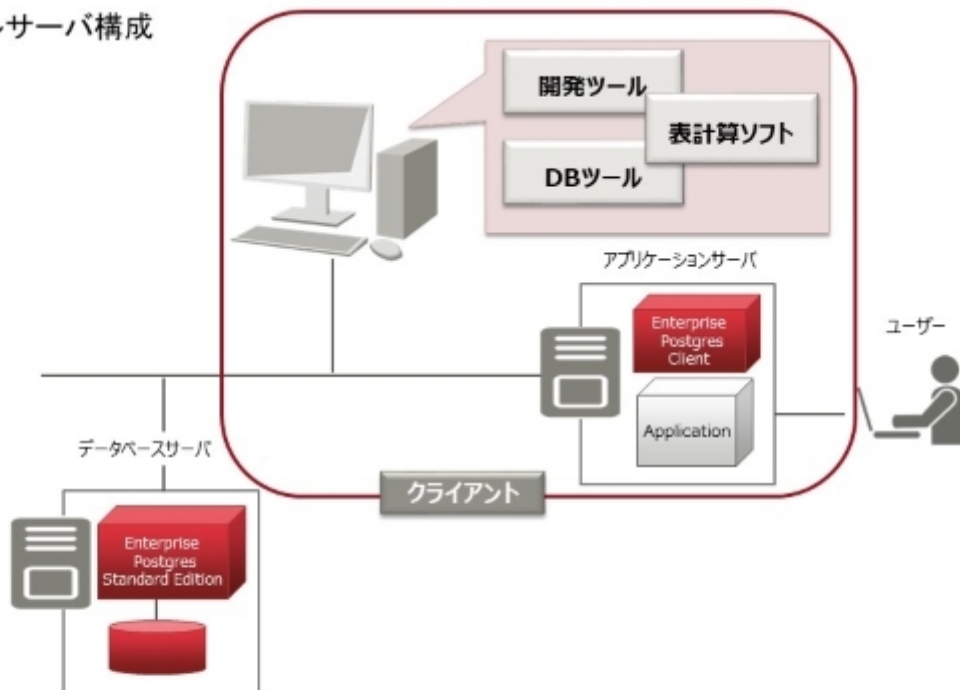 サーバ構成
開発ツール
表計算ソフト
DBツール
アプリケーションサーバ
Enterprise
Postgres
Client
Application
ユーザー
データベースサーバ
クライアント
Enterprise
Postgres
Standard Edition